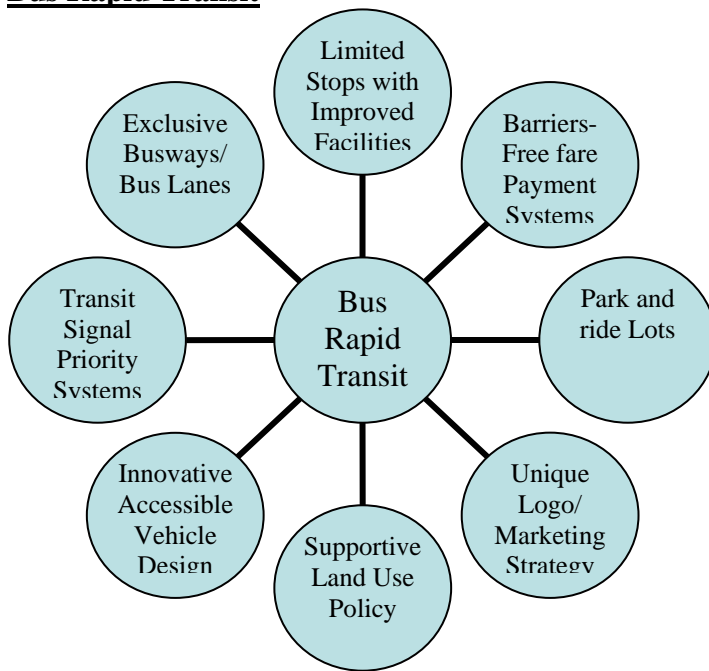 Bus Rapid Transit
Limited
Stops with
Improved
Facilities
Barriers-
Free fare
Payment
Systems
Park and
ride Lots
Unique
Logo/
Marketing
Strategy
Supportive
Land Use
Policy
Innovative
Accessible
Vehicle
Design
Transit
Signal
Priority
Systems
Exclusive
Busways/
Bus Lanes
Bus
Rapid
Transit